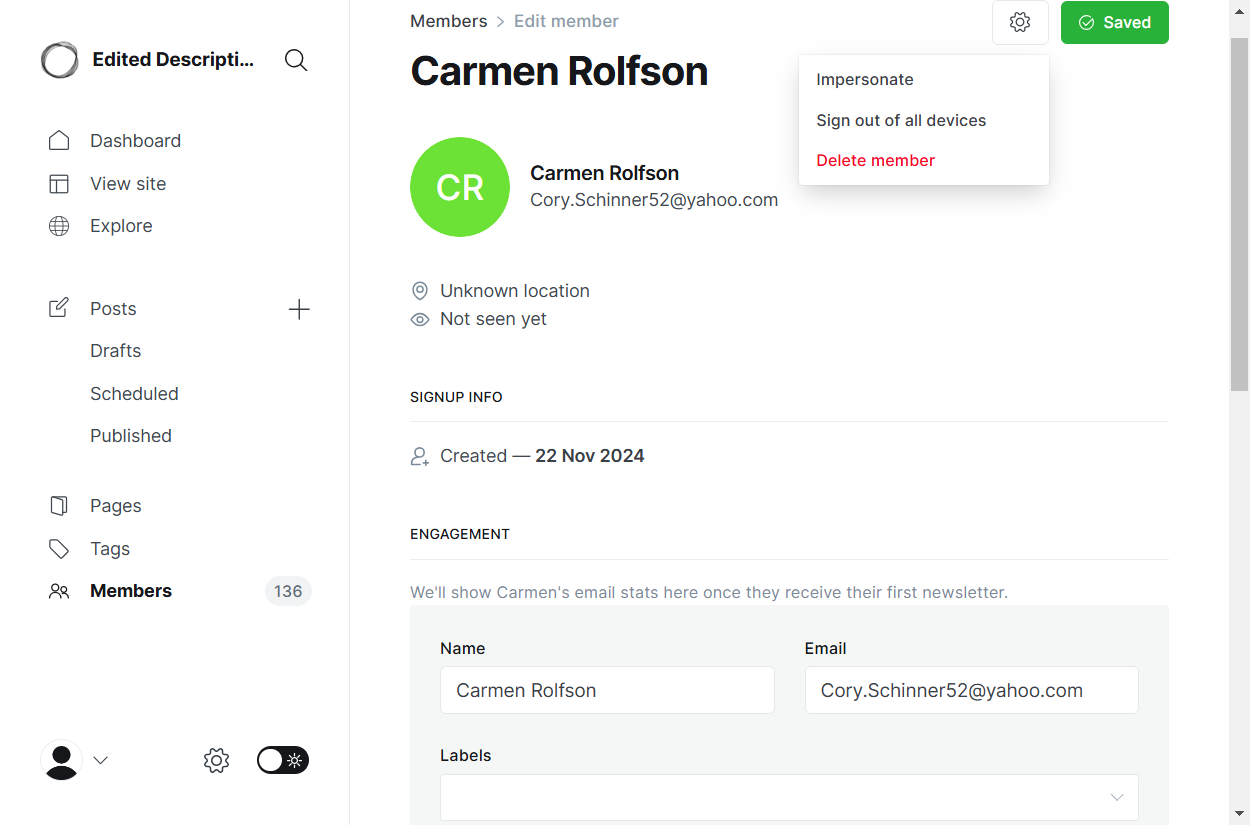 Edited Descripti...
Dashboard
View site
Explore
Posts
Drafts
Scheduled
Published
Pages
Tags
Members 136
Members > Edit member
Saved
Carmen Rolfson
Impersonate
Sign out of all devices
Delete member
CR
Carmen Rolfson
Cory.Schinner52@yahoo.com
Unknown location
Not seen yet
SIGNUP INFO
Created — 22 Nov 2024
ENGAGEMENT
We'll show Carmen's email stats here once they receive their first newsletter.
Name
Carmen Rolfson
Email
Cory.Schinner52@yahoo.com
Labels